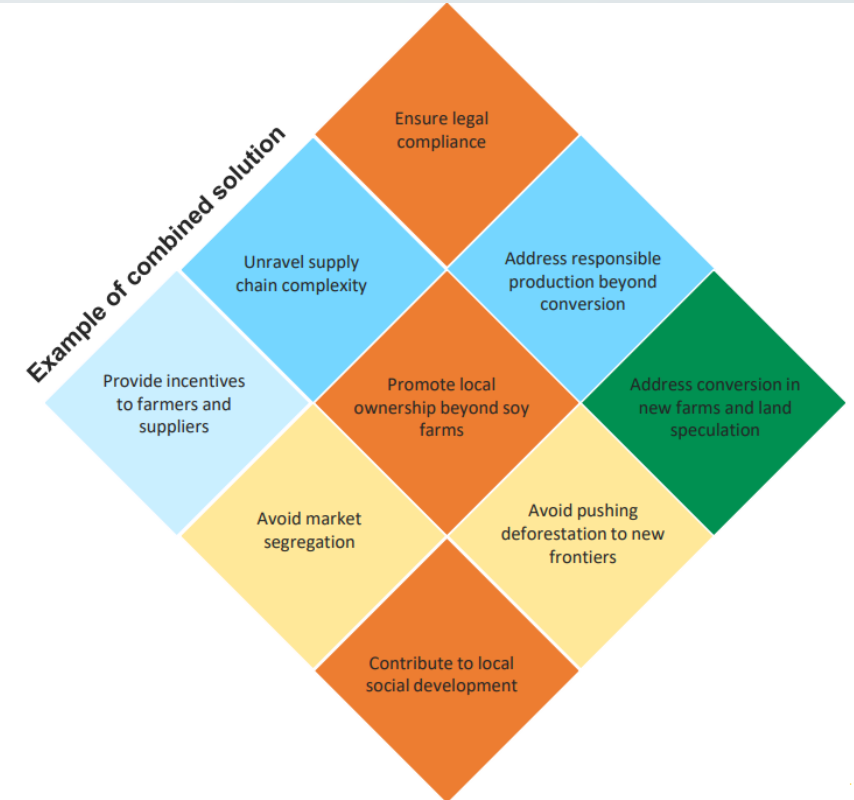 Example of combined solution
Ensure legal
compliance
Unravel supply
chain complexity
Address responsible
production beyond
conversion
Provide incentives
to farmers and
suppliers
Promote local
ownership beyond soy
farms
Address conversion in
new farms and land
speculation
Avoid market
segregation
Avoid pushing
deforestation to new
frontiers
Contribute to local
social development